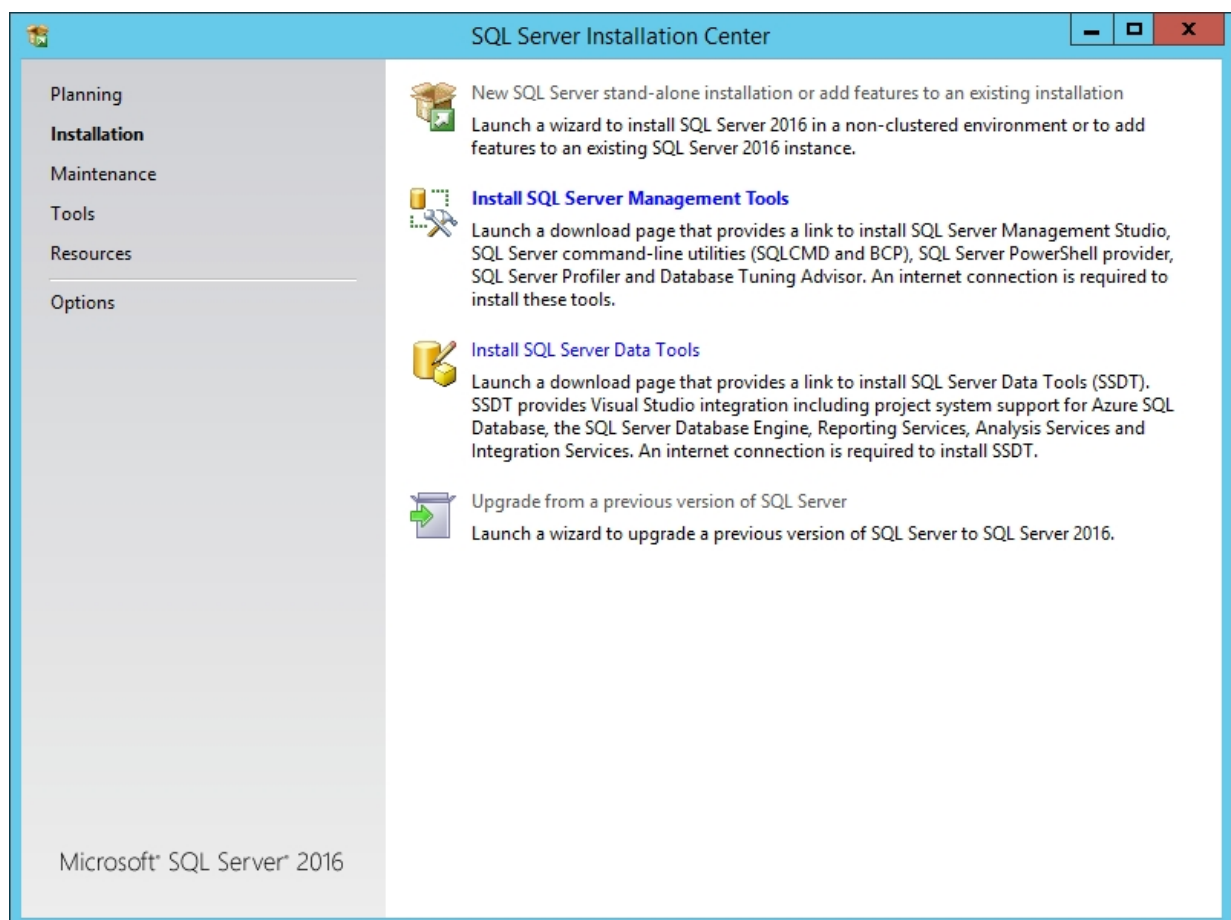 SQL Server Installation Center
Planning
Installation
Maintenance
Tools
Resources
Options
New SQL Server stand-alone installation or add features to an existing installation
Launch a wizard to install SQL Server 2016 in a non-clustered environment or to add
features to an existing SQL Server 2016 instance.
Install SQL Server Management Tools
Launch a download page that provides a link to install SQL Server Management Studio,
SQL Server command-line utilities (SQLCMD and BCP), SQL Server PowerShell provider,
SQL Server Profiler and Database Tuning Advisor. An internet connection is required to
install these tools.
Install SQL Server Data Tools
Launch a download page that provides a link to install SQL Server Data Tools (SSDT).
SSDT provides Visual Studio integration including project system support for Azure SQL
Database, the SQL Server Database Engine, Reporting Services, Analysis Services and
Integration Services. An internet connection is required to install SSDT.
Upgrade from a previous version of SQL Server
Launch a wizard to upgrade a previous version of SQL Server to SQL Server 2016.
Microsoft® SQL Server® 2016